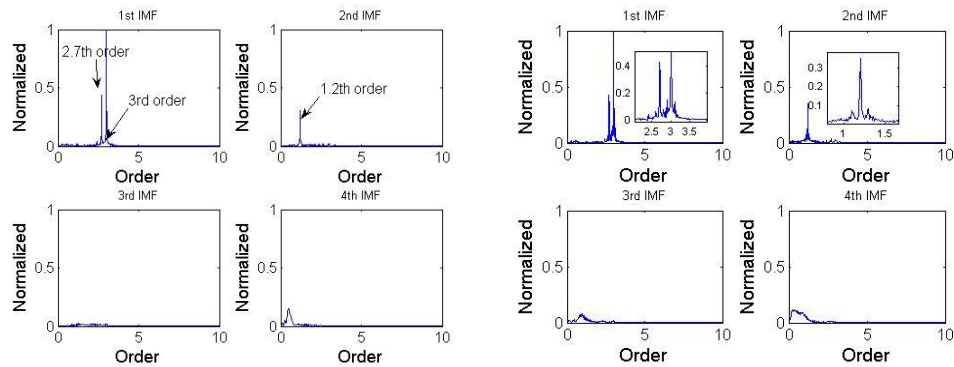 1st IMF
1
2.7th order
0.5
3rd order
0
0 5 10
Normalized
Order
2nd IMF
1
0.5
1.2th order
0
0 5 10
Normalized
Order
3rd IMF
1
0.5
0
0 5 10
Normalized
Order
4th IMF
1
0.5
0
0 5 10
Normalized
Order
1st IMF
1
0.5
0
0 5 10
0.4
0.2
0
2.5 3 3.5
Normalized
Order
2nd IMF
1
0.5
0
0 5 10
0.3
0.2
0.1
1 1.5
Normalized
Order
3rd IMF
1
0.5
0
0 5 10
Normalized
Order
4th IMF
1
0.5
0
0 5 10
Normalized
Order